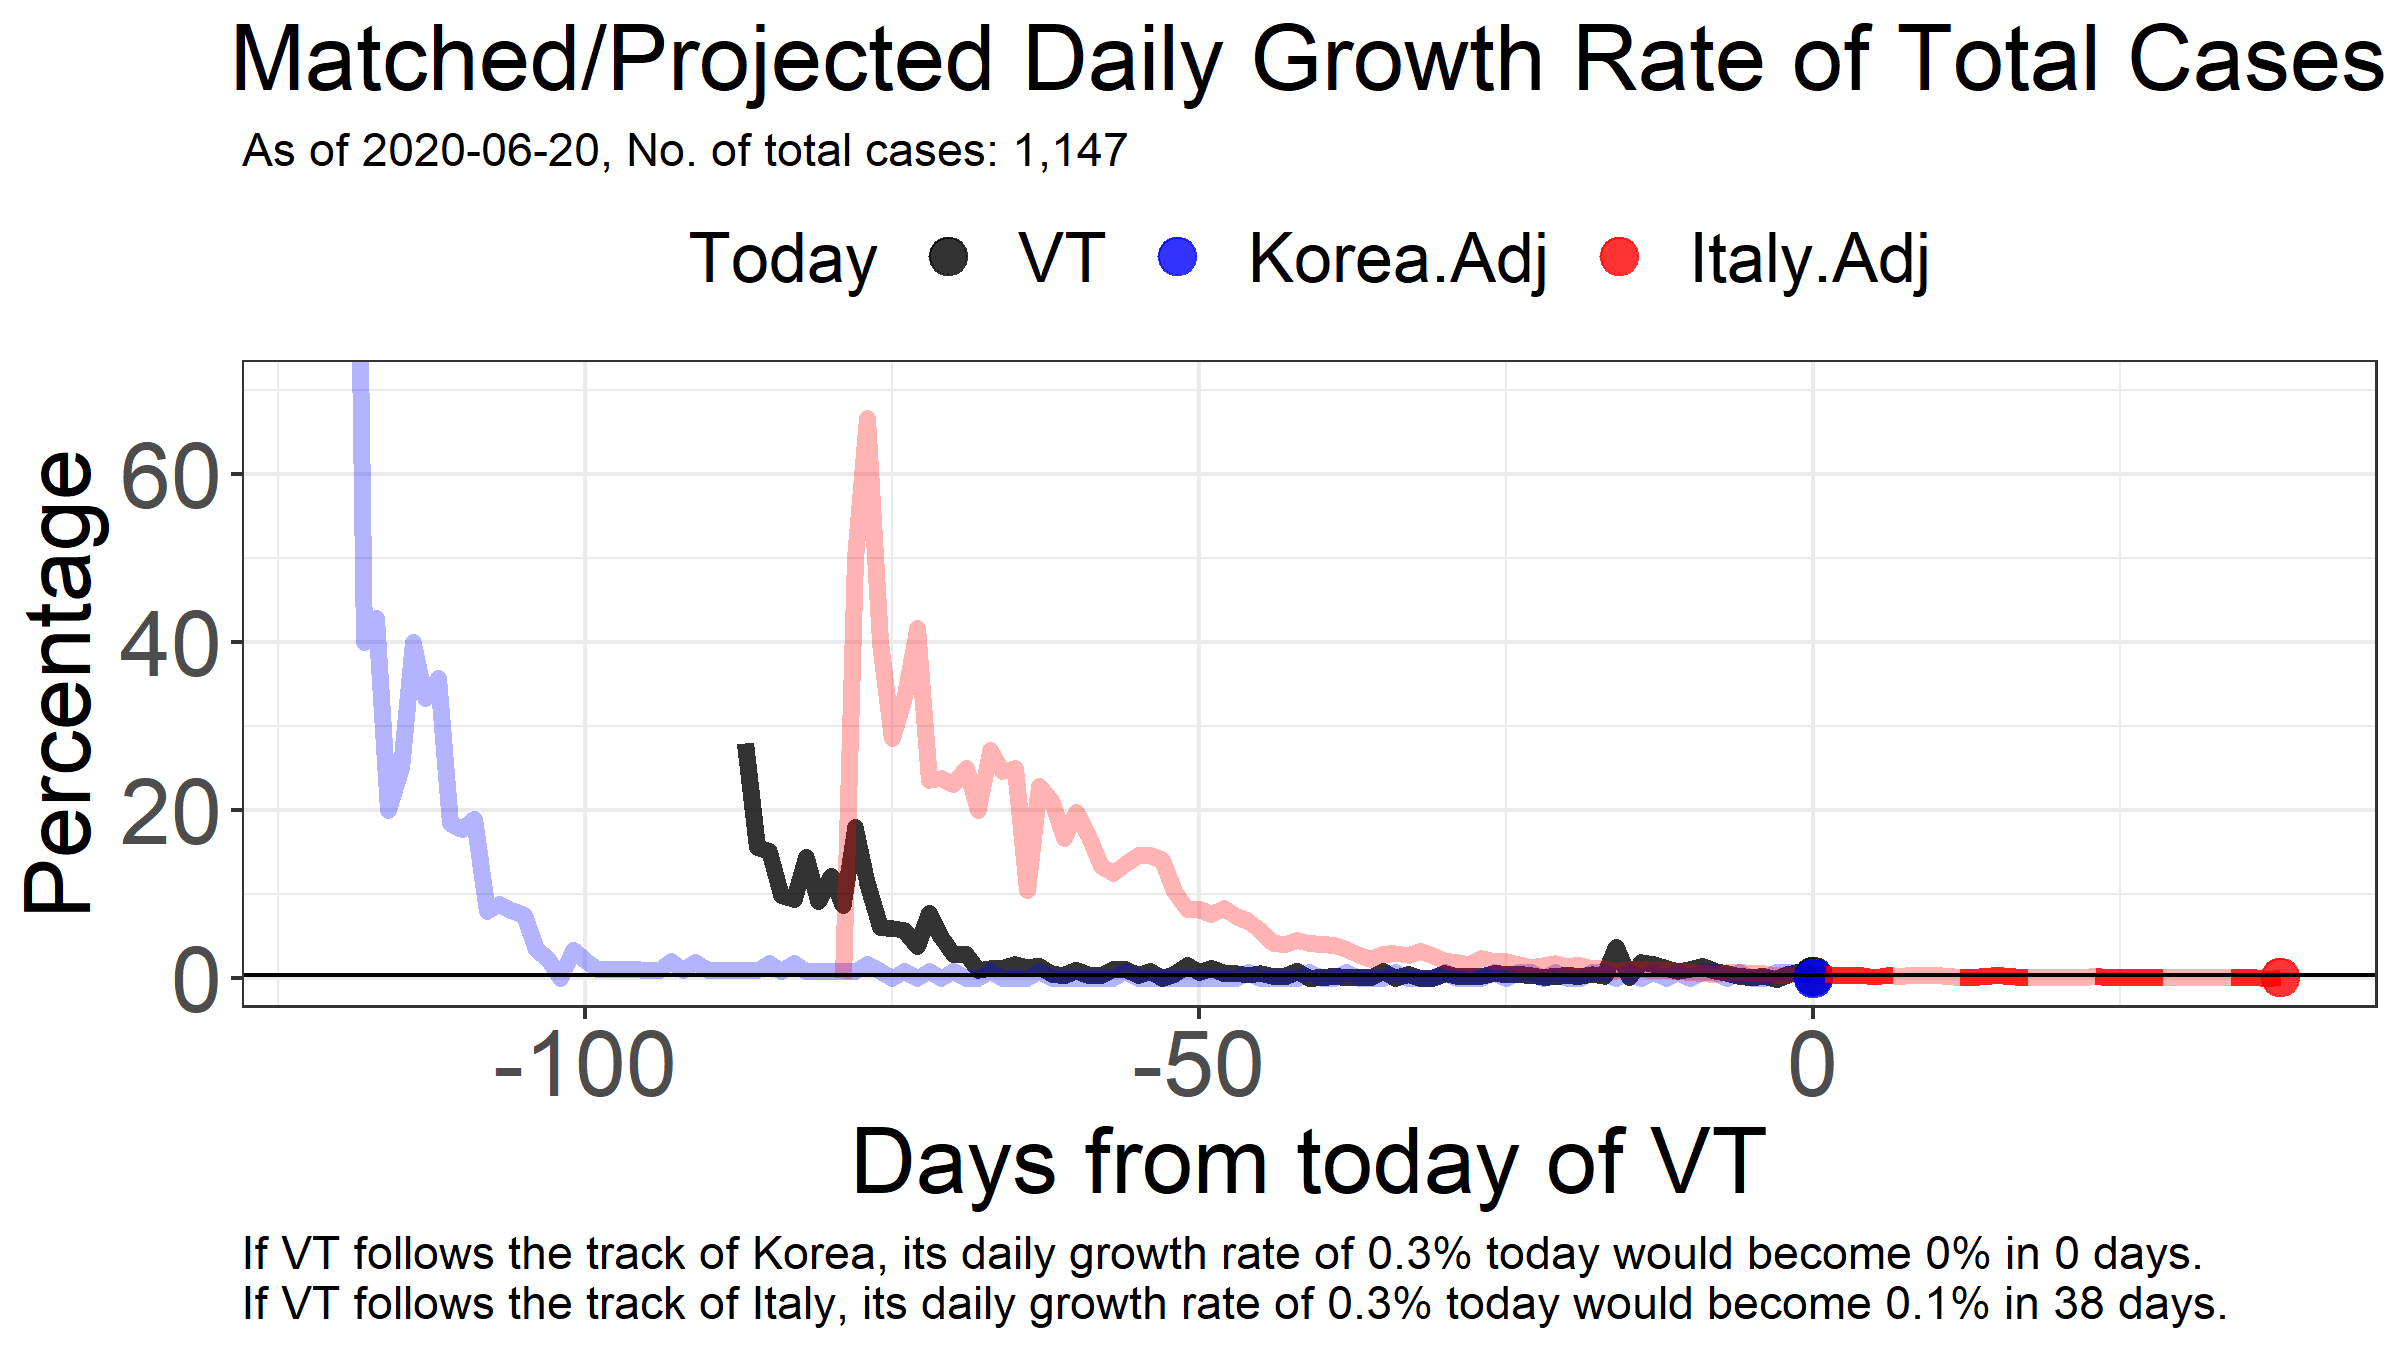 Matched/Projected Daily Growth Rate of Total Cases
As of 2020-06-20, No. of total cases: 1,147
Today VT Korea.Adj Italy.Adj
Percentage
60
40
20
0
-100 -50 0
Days from today of VT
If VT follows the track of Korea, its daily growth rate of 0.3% today would become 0% in 0 days.
If VT follows the track of Italy, its daily growth rate of 0.3% today would become 0.1% in 38 days.